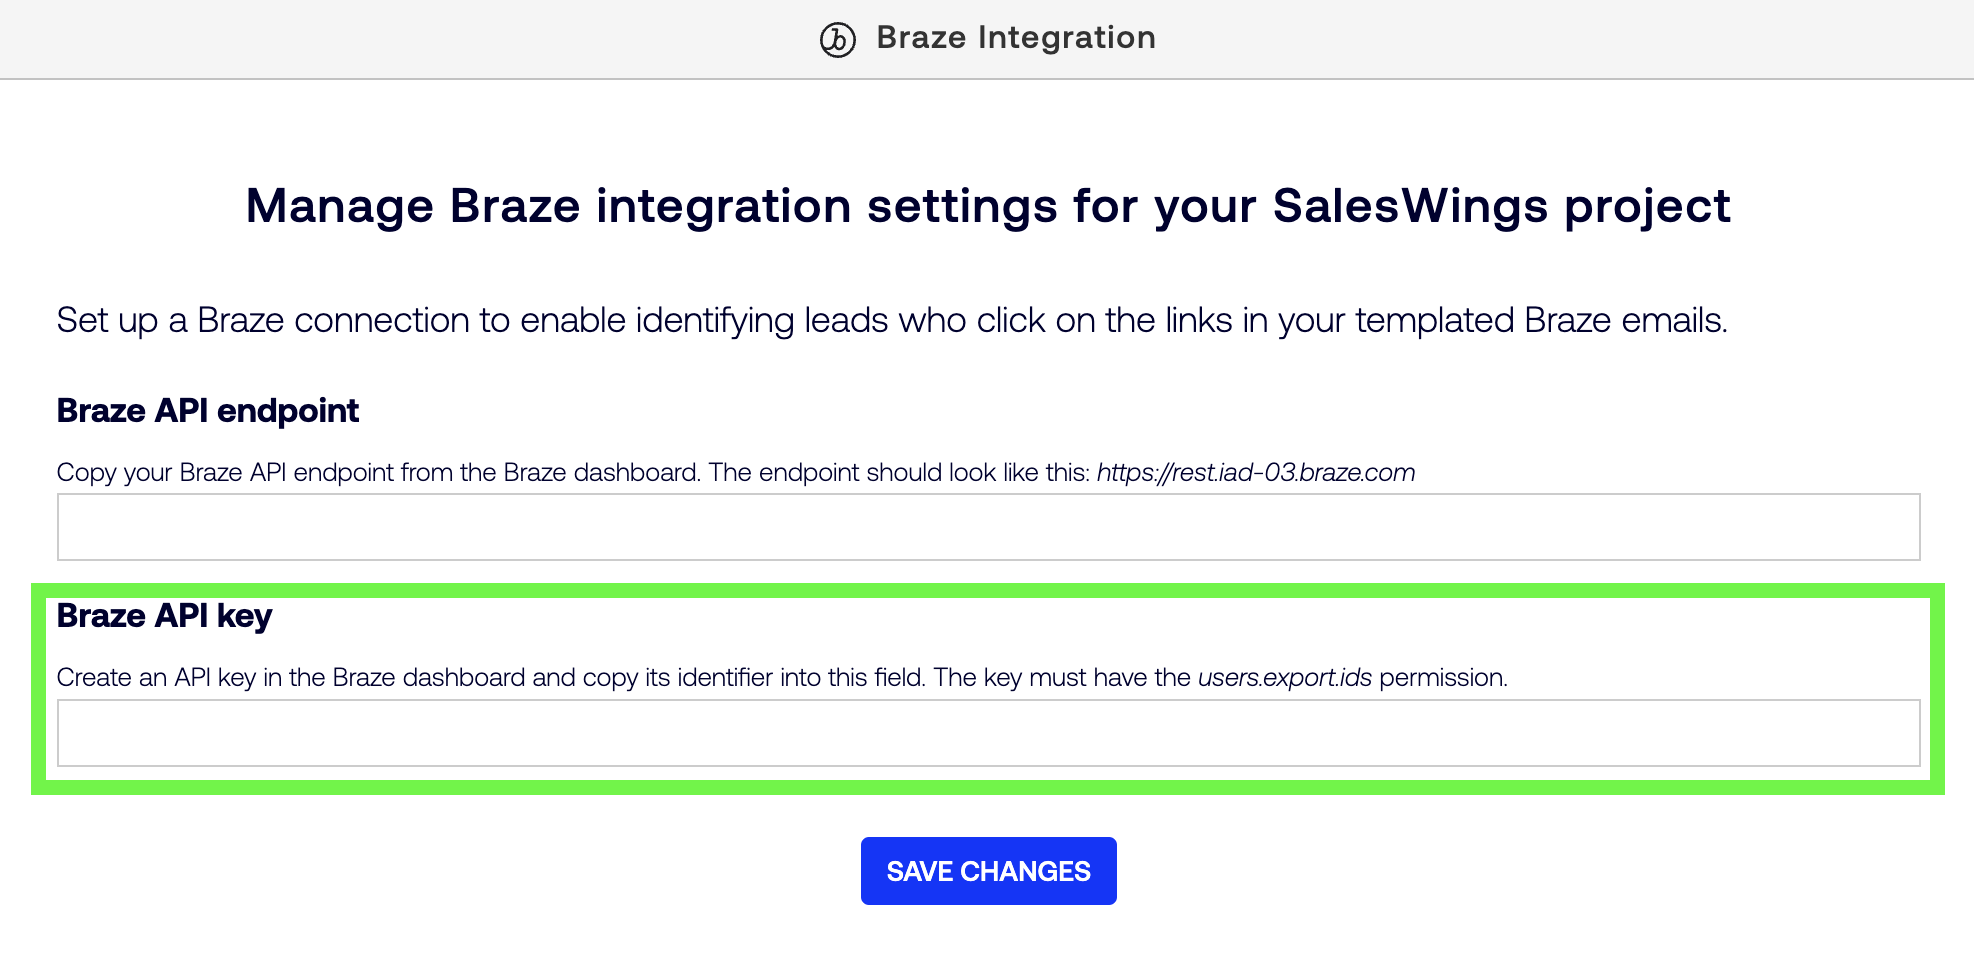 Braze Integration
Manage Braze integration settings for your SalesWings project
Set up a Braze connection to enable identifying leads who click on the links in your templated Braze emails.
Braze API endpoint
Copy your Braze API endpoint from the Braze dashboard. The endpoint should look like this: https://rest.iad-03.braze.com
Braze API key
Create an API key in the Braze dashboard and copy its identifier into this field. The key must have the users.export.ids permission.
SAVE CHANGES